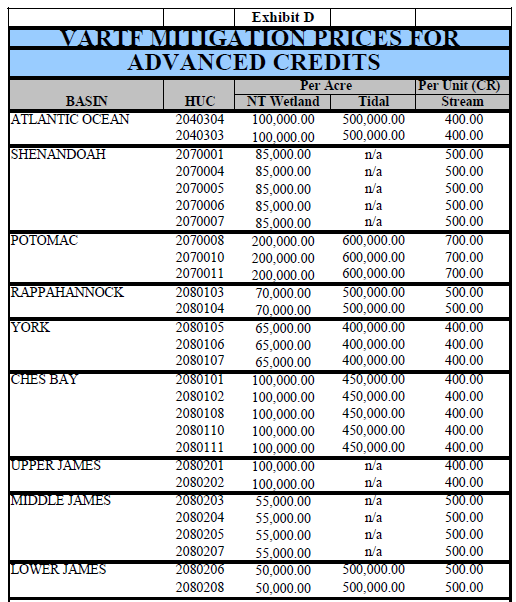 Exhibit D
VARTF MITIGATION PRICES FOR
ADVANCED CREDITS
Per Acre Per Unit (CR)
BASIN HUC NT Wetland Tidal Stream
ATLANTIC OCEAN 2040304 100,000.00 500,000.00 400.00
2040303 100,000.00 500,000.00 400.00
SHENANDOAH 2070001 85,000.00 n/a 500.00
2070004 85,000.00 n/a 500.00
2070005 85,000.00 n/a 500.00
2070006 85,000.00 n/a 500.00
2070007 85,000.00 n/a 500.00
POTOMAC 2070008 200,000.00 600,000.00 700.00
2070010 200,000.00 600,000.00 700.00
2070011 200,000.00 600,000.00 700.00
RAPPAHANNOCK 2080103 70,000.00 500,000.00 500.00
2080104 70,000.00 500,000.00 500.00
YORK 2080105 65,000.00 400,000.00 400.00
2080106 65,000.00 400,000.00 400.00
2080107 65,000.00 400,000.00 400.00
CHES BAY 2080101 100,000.00 450,000.00 400.00
2080102 100,000.00 450,000.00 400.00
2080108 100,000.00 450,000.00 400.00
2080110 100,000.00 450,000.00 400.00
2080111 100,000.00 450,000.00 400.00
UPPER JAMES 2080201 100,000.00 n/a 400.00
2080202 100,000.00 n/a 400.00
MIDDLE JAMES 2080203 55,000.00 n/a 500.00
2080204 55,000.00 n/a 500.00
2080205 55,000.00 n/a 500.00
2080207 55,000.00 n/a 500.00
LOWER JAMES 2080206 50,000.00 500,000.00 500.00
2080208 50,000.00 500,000.00 500.00